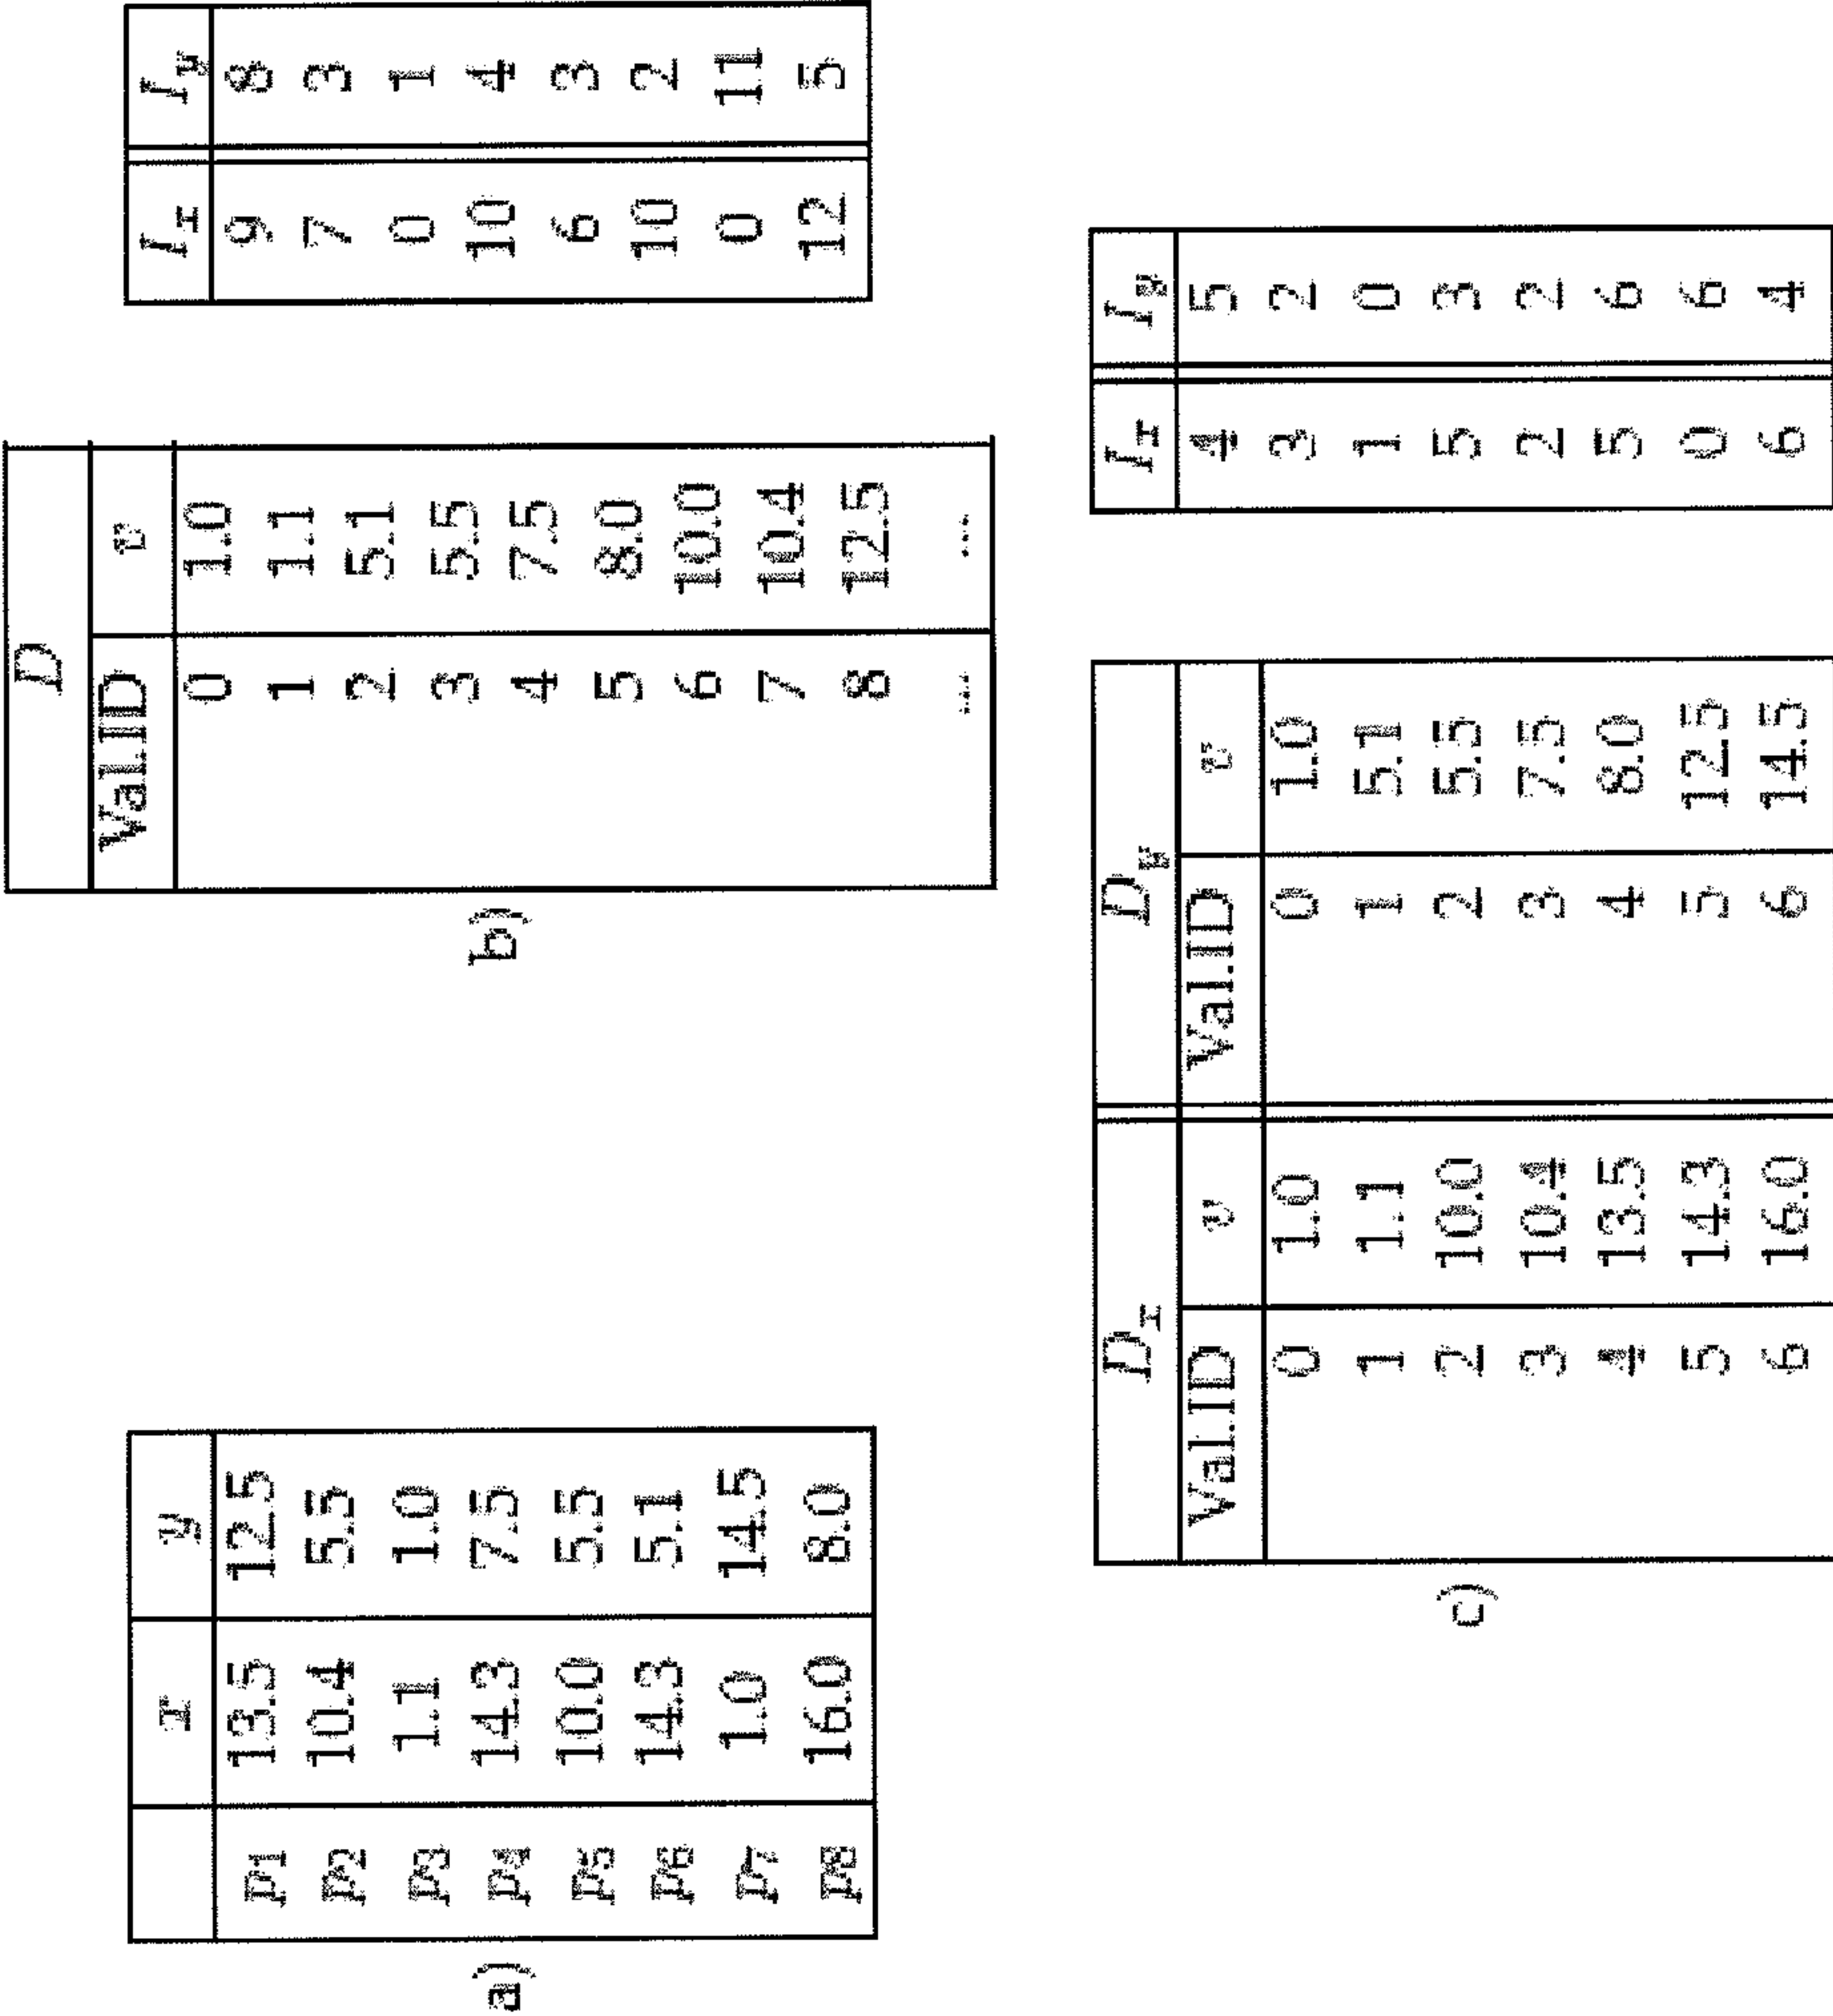 a)
x y
p1 13.5 12.5
p2 10.4 5.5
p3 1.1 1.0
p4 14.3 7.5
p5 10.0 5.5
p6 14.3 5.1
p7 1.0 14.5
p8 16.0 8.0
b)
D
Val.ID v
0 1.0
1 1.1
2 5.1
3 5.5
4 7.5
5 8.0
6 10.0
7 10.4
8 12.5
... ...
Ix Iy
9 8
7 3
0 1
10 4
6 3
10 2
0 11
12 5
c)
Dx Dy
Val.ID v Val.ID v
0 1.0 0 1.0
1 1.1 1 5.1
2 10.0 2 5.5
3 10.4 3 7.5
4 13.5 4 8.0
5 14.3 5 12.5
6 16.0 6 14.5
Ix Iy
4 5
3 2
1 0
5 3
2 2
5 6
0 6
6 4